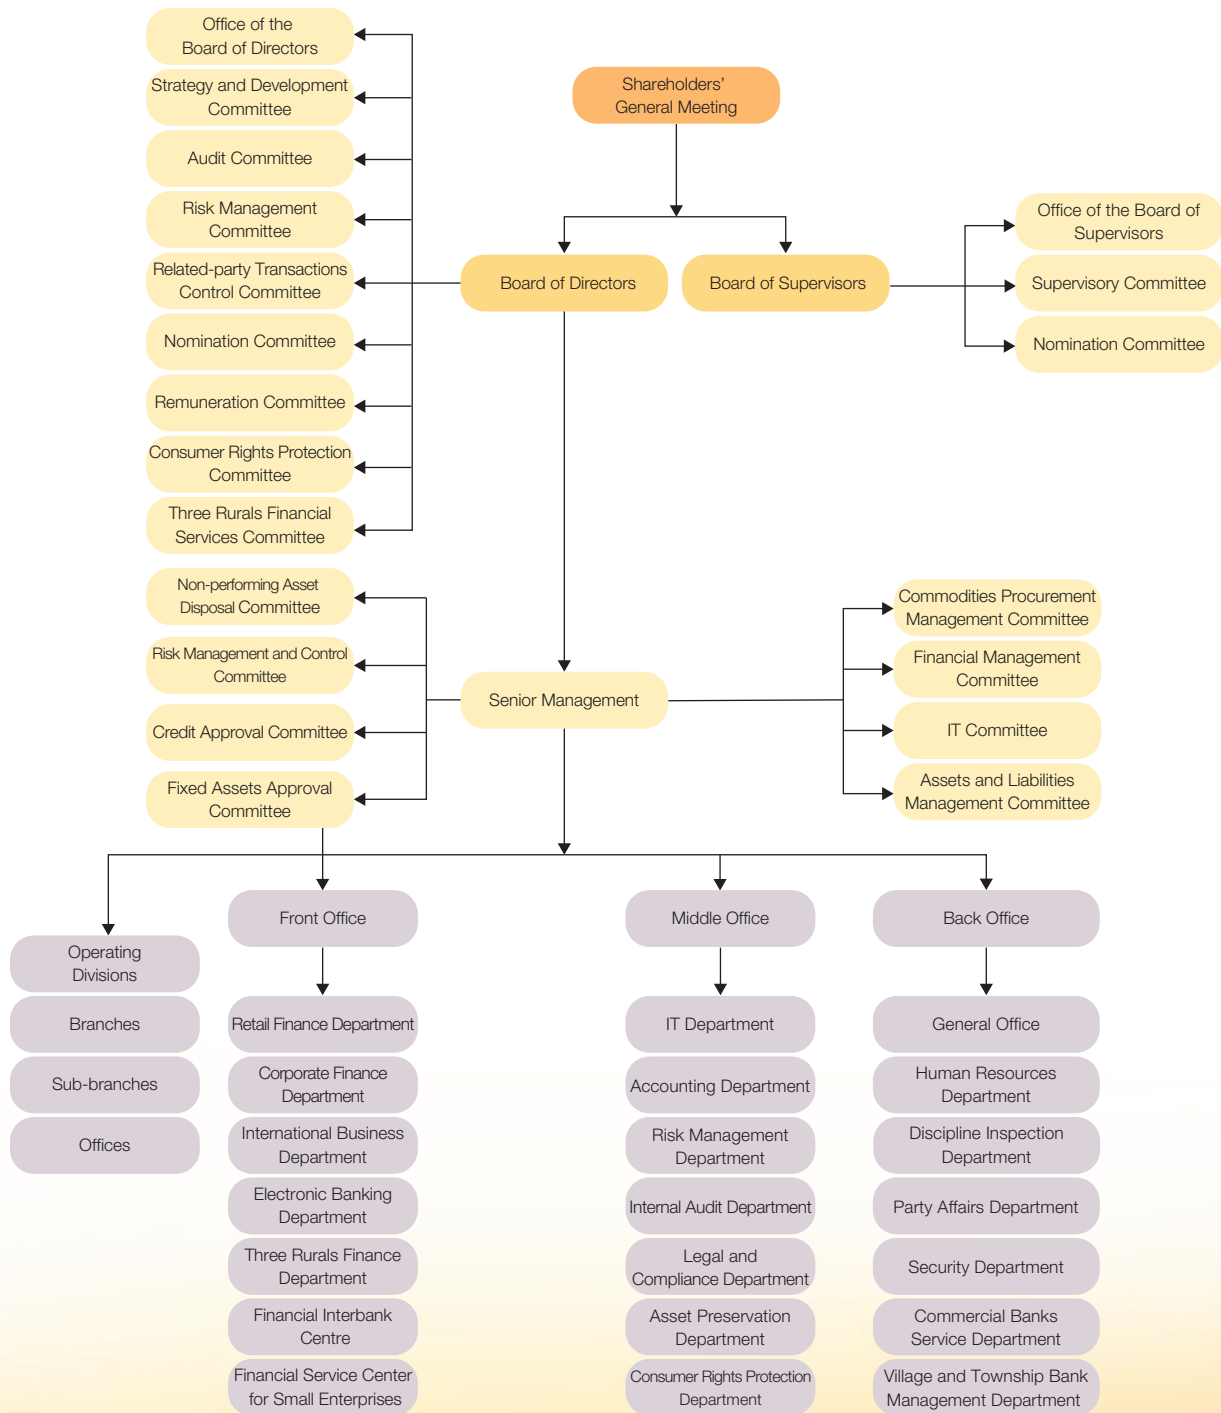 Office of the
Board of Directors
Strategy and Development
Committee
Audit Committee
Risk Management
Committee
Related-party Transactions
Control Committee
Nomination Committee
Remuneration Committee
Consumer Rights Protection
Committee
Three Rurals Financial
Services Committee
Shareholders’
General Meeting
Board of Directors
Board of Supervisors
Office of the Board of
Supervisors
Supervisory Committee
Nomination Committee
Non-performing Asset
Disposal Committee
Risk Management and Control
Committee
Credit Approval Committee
Fixed Assets Approval
Committee
Senior Management
Commodities Procurement
Management Committee
Financial Management
Committee
IT Committee
Assets and Liabilities
Management Committee
Operating
Divisions
Branches
Sub-branches
Offices
Front Office
Retail Finance Department
Corporate Finance
Department
International Business
Department
Electronic Banking
Department
Three Rurals Finance
Department
Financial Interbank
Centre
Financial Service Center
for Small Enterprises
Middle Office
IT Department
Accounting Department
Risk Management
Department
Internal Audit Department
Legal and
Compliance Department
Asset Preservation
Department
Consumer Rights Protection
Department
Back Office
General Office
Human Resources
Department
Discipline Inspection
Department
Party Affairs Department
Security Department
Commercial Banks
Service Department
Village and Township Bank
Management Department